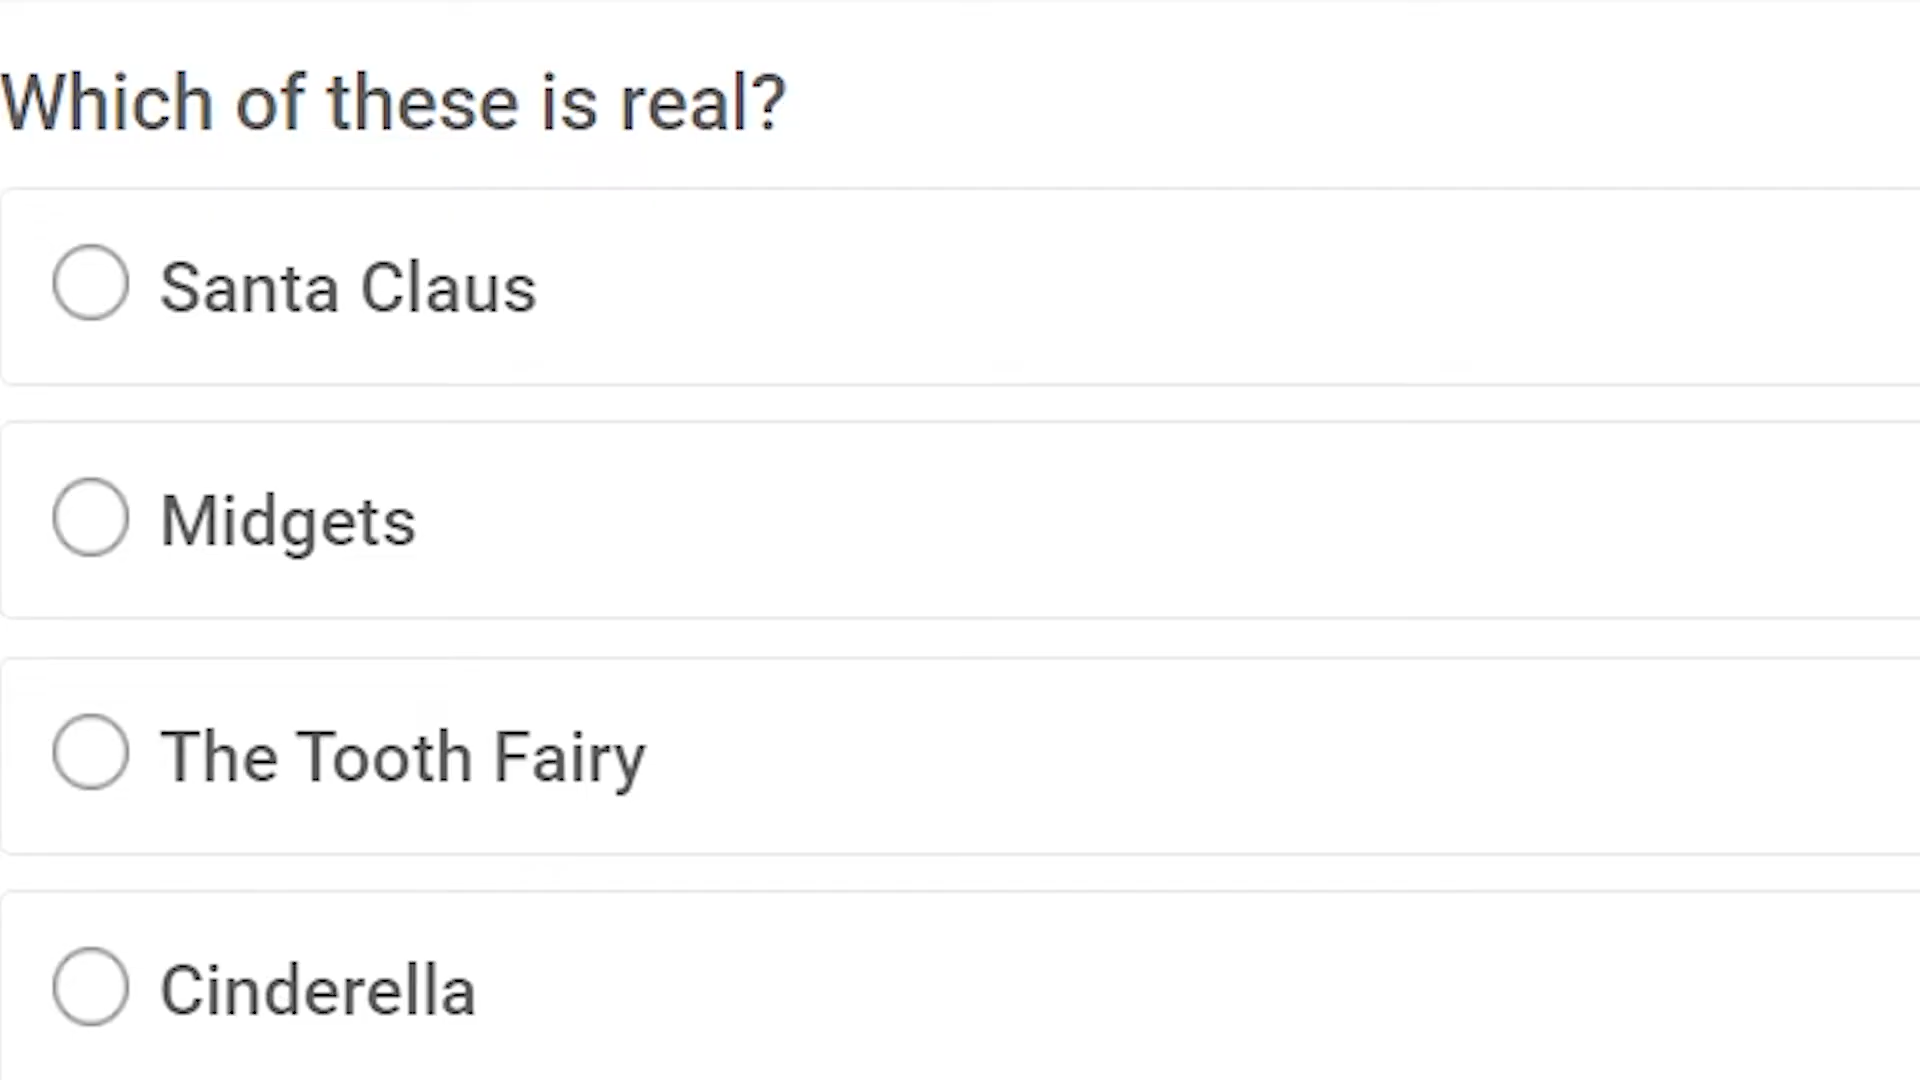 Which of these is real?
Santa Claus
Midgets
The Tooth Fairy
Cinderella